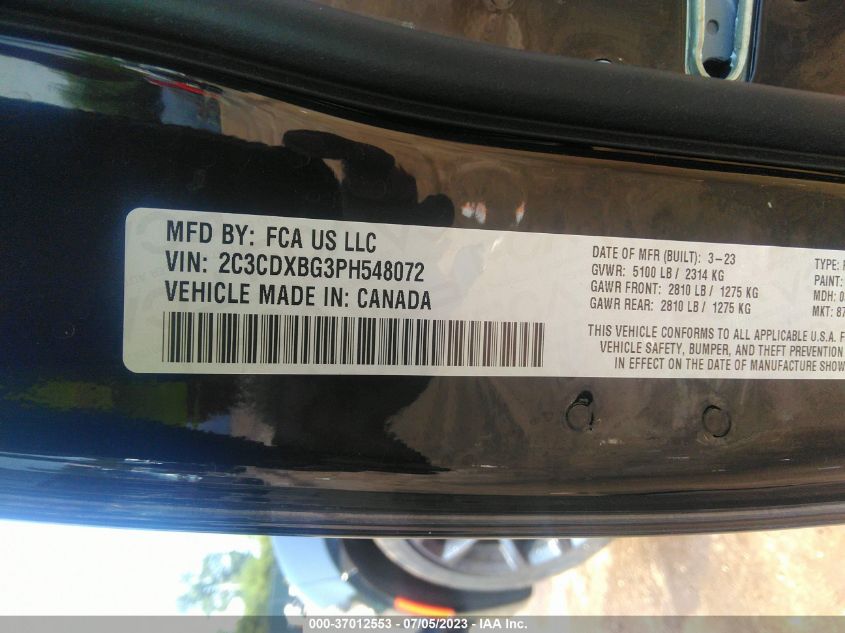 MFD BY: FCA US LLC
VIN: 2C3CDXBG3PH548072
VEHICLE MADE IN: CANADA
DATE OF MFR (BUILT): 3-23
GVWR: 5100 LB / 2314 KG
GAWR FRONT: 2810 LB / 1275 KG
GAWR REAR: 2810 LB / 1275 KG
THIS VEHICLE CONFORMS TO ALL APPLICABLE U.S.A.
VEHICLE SAFETY, BUMPER, AND THEFT PREVENTION
IN EFFECT ON THE DATE OF MANUFACTURE SHOW
TYPE:
PAINT:
MDH:
MKT: 87
000-37012553 / 07/05/2023 / IAA Inc.